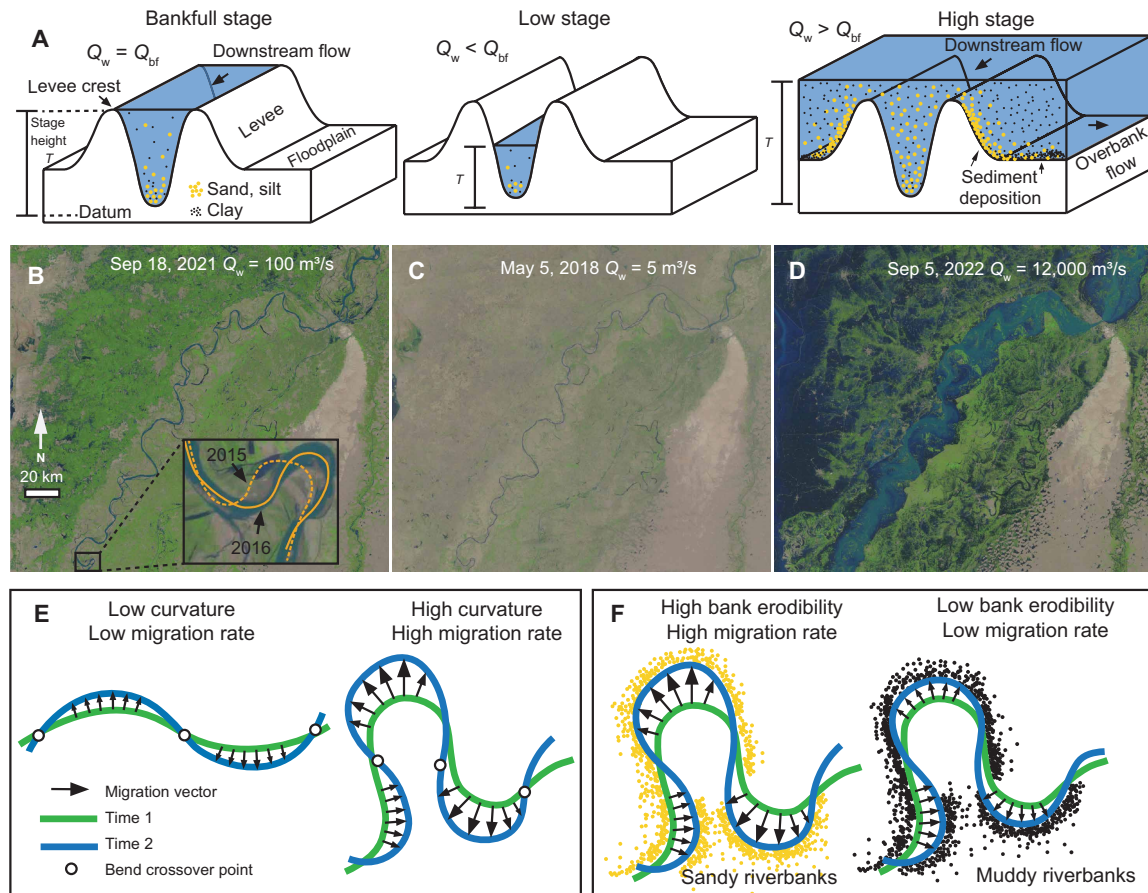 A
Bankfull stage
Q_w = Q_bf
Downstream flow
Levee crest
Stage
height
T
Levee
Floodplain
Sand, silt
Clay
Datum
Low stage
Q_w < Q_bf
T
High stage
Q_w > Q_bf
Downstream flow
T
Sediment
deposition
Overbank
flow
B
Sep 18, 2021 Q_w = 100 m³/s
N
20 km
2015
2016
C
May 5, 2018 Q_w = 5 m³/s
D
Sep 5, 2022 Q_w = 12,000 m³/s
E
Low curvature
Low migration rate
High curvature
High migration rate
Migration vector
Time 1
Time 2
Bend crossover point
F
High bank erodibility
High migration rate
Low bank erodibility
Low migration rate
Sandy riverbanks
Muddy riverbanks